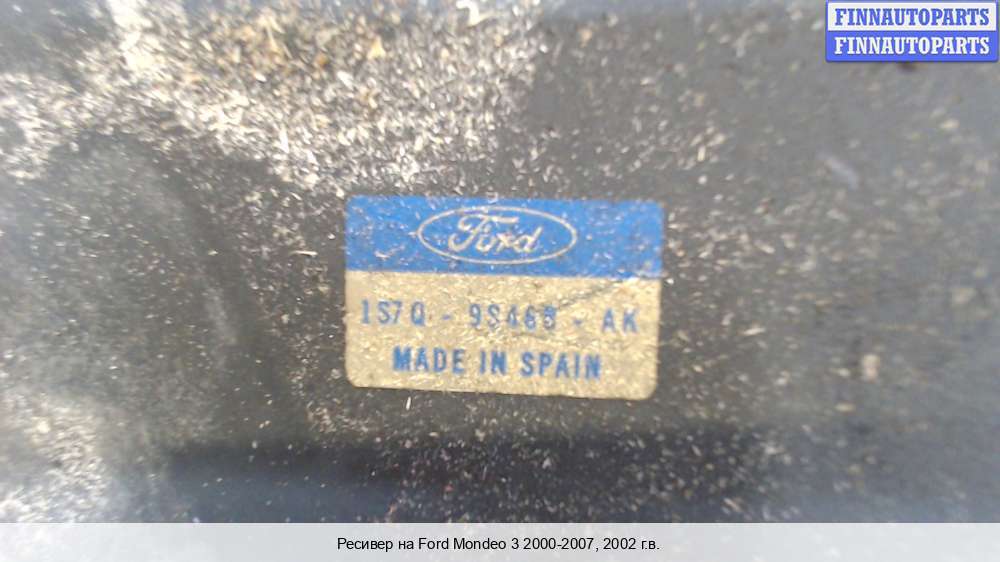 FINNAUTOPARTS
FINNAUTOPARTS
Ford
1S7Q - 9S468 - AK
MADE IN SPAIN
Ресивер на Ford Mondeo 3 2000-2007, 2002 г.в.